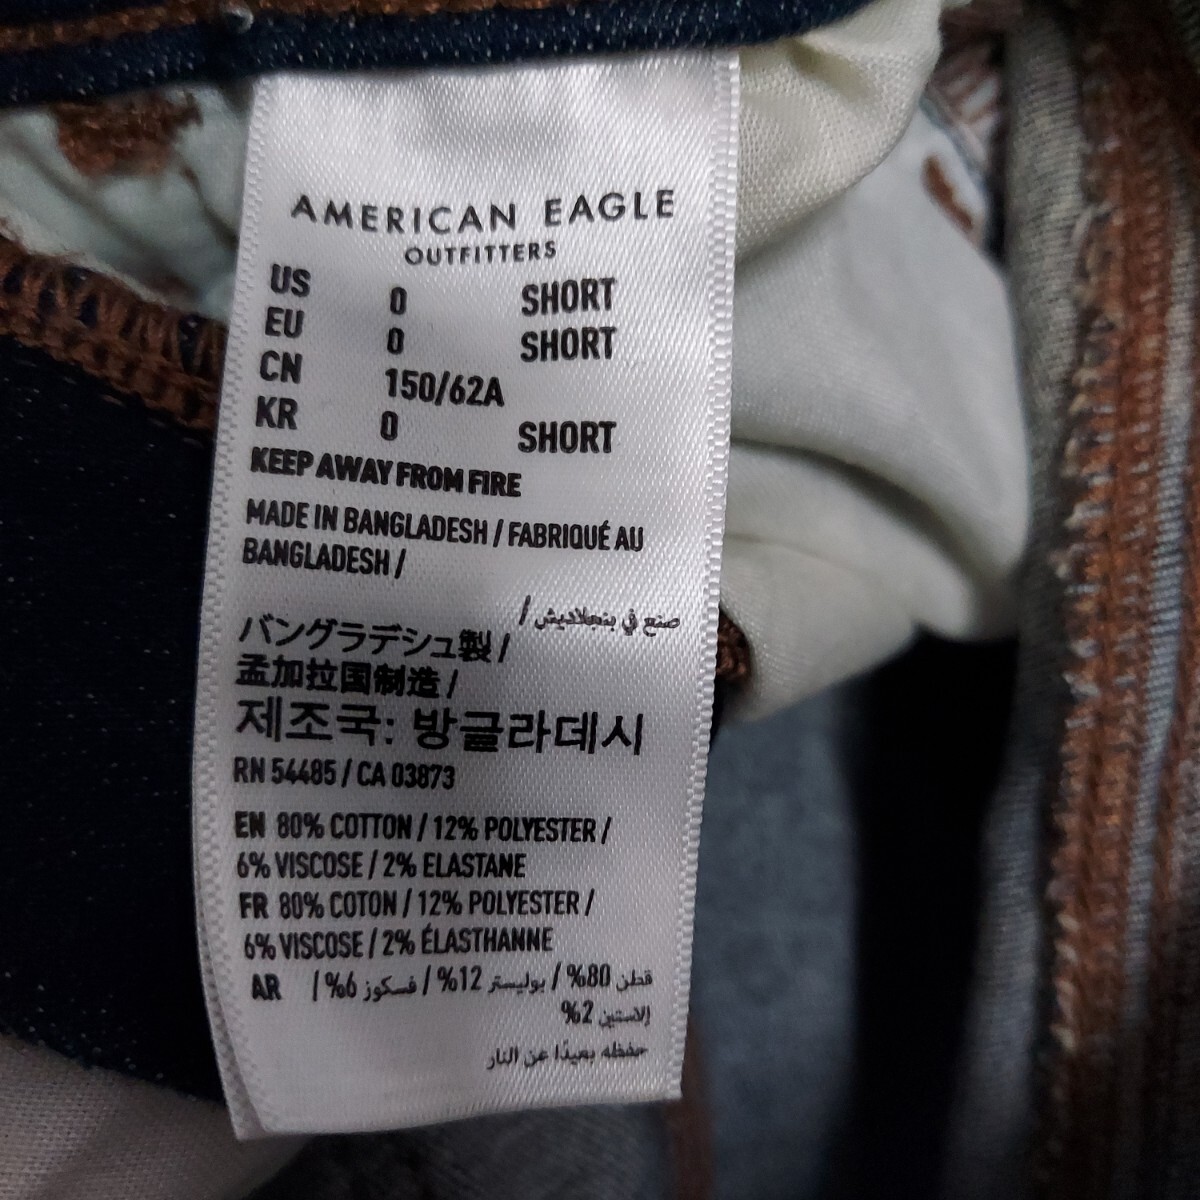 AMERICAN EAGLE
OUTFITTERS
US 0 SHORT
EU 0 SHORT
CN 150/62A
KR 0 SHORT
KEEP AWAY FROM FIRE
MADE IN BANGLADESH / FABRIQUÉ AU
BANGLADESH /
صنع في بنجلاديش /
バングラデシュ製 /
孟加拉国制造 /
제조국: 방글라데시
RN 54485 / CA 03873
EN 80% COTTON / 12% POLYESTER /
6% VISCOSE / 2% ELASTANE
FR 80% COTON / 12% POLYESTER /
6% VISCOSE / 2% ÉLASTHANNE
AR قطن 80% / بوليستر 12% / فسكوز 6% /
إلاستين 2%
حفظه بعيدًا عن النار